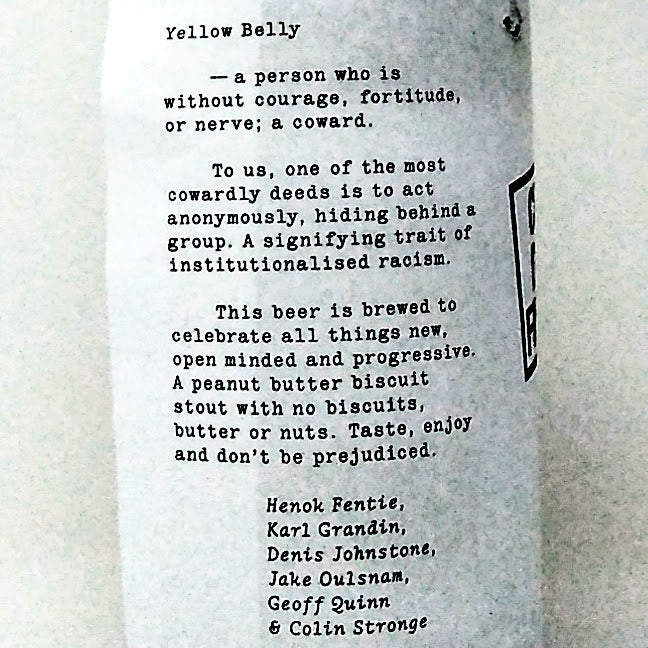 Yellow Belly
— a person who is
without courage, fortitude,
or nerve; a coward.
To us, one of the most
cowardly deeds is to act
anonymously, hiding behind a
group. A signifying trait of
institutionalised racism.
This beer is brewed to
celebrate all things new,
open minded and progressive.
A peanut butter biscuit
stout with no biscuits,
butter or nuts. Taste, enjoy
and don't be prejudiced.
Henok Fentie,
Karl Grandin,
Denis Johnstone,
Jake Oulsnam,
Geoff Quinn
& Colin Stronge